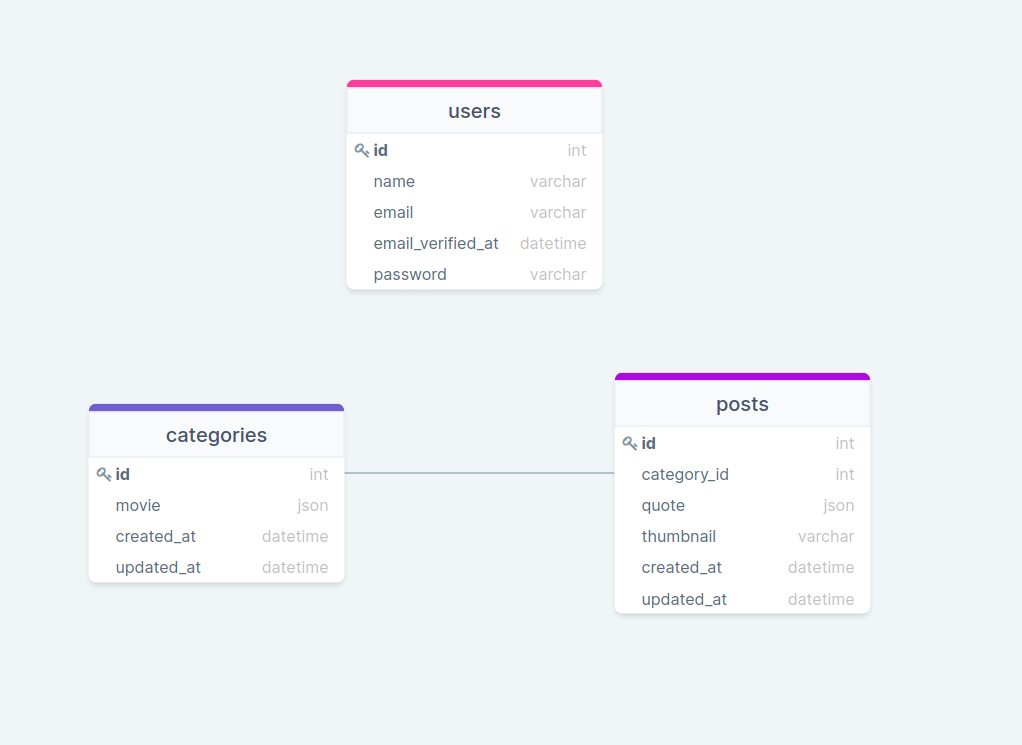 users
id int
name varchar
email varchar
email_verified_at datetime
password varchar
categories
id int
movie json
created_at datetime
updated_at datetime
posts
id int
category_id int
quote json
thumbnail varchar
created_at datetime
updated_at datetime